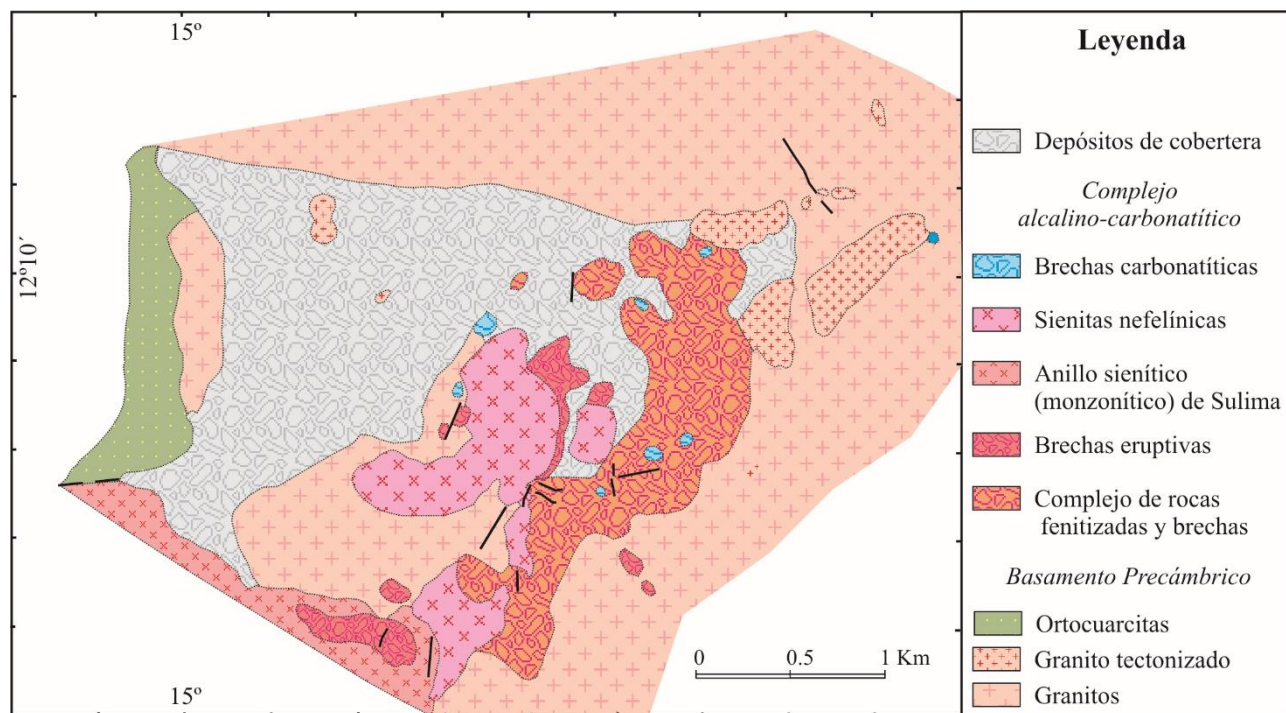 15º
12º10´
15º
0 0.5 1 Km
Leyenda
Depósitos de cobertera
Complejo
alcalino-carbonatítico
Brechas carbonatíticas
Sienitas nefelínicas
Anillo sienítico
(monzonítico) de Sulima
Brechas eruptivas
Complejo de rocas
fenitizadas y brechas
Basamento Precámbrico
Ortocuarcitas
Granito tectonizado
Granitos